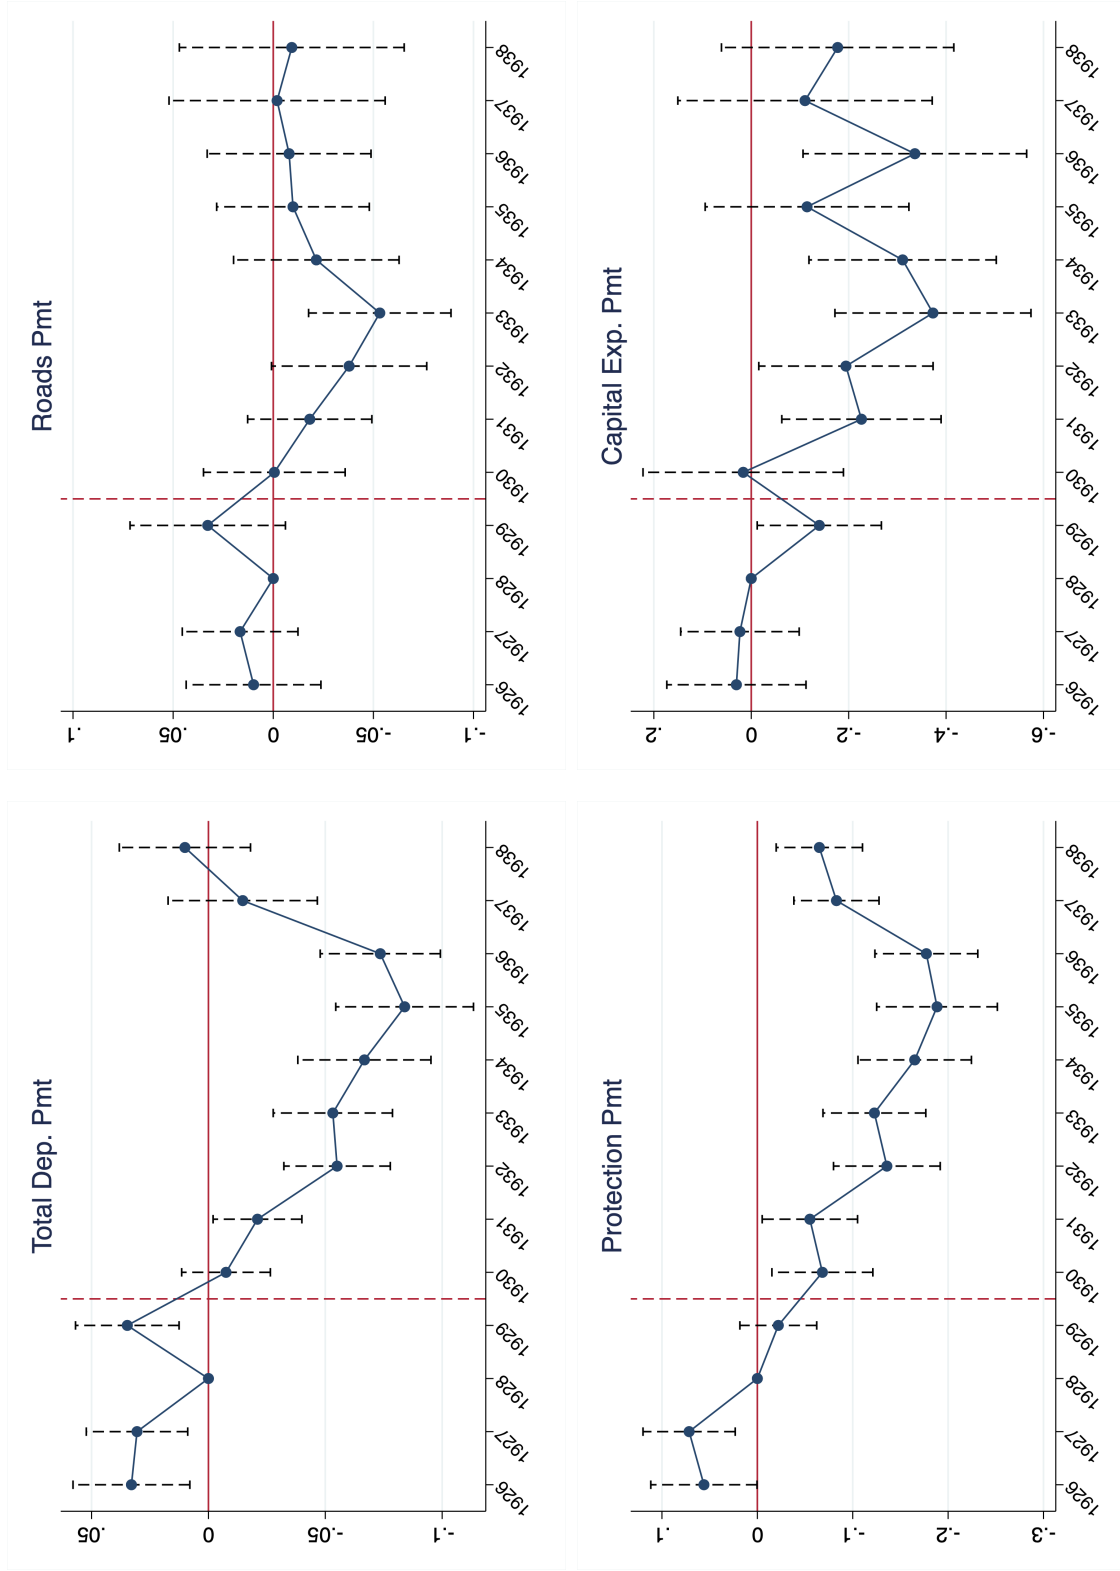 Total Dep. Pmt
.05
0
-.05
-.1
1926 1927 1928 1929 1930 1931 1932 1933 1934 1935 1936 1937 1938
Roads Pmt
.1
.05
0
-.05
-.1
1926 1927 1928 1929 1930 1931 1932 1933 1934 1935 1936 1937 1938
Protection Pmt
.1
0
-.1
-.2
-.3
1926 1927 1928 1929 1930 1931 1932 1933 1934 1935 1936 1937 1938
Capital Exp. Pmt
.2
0
-.2
-.4
-.6
1926 1927 1928 1929 1930 1931 1932 1933 1934 1935 1936 1937 1938